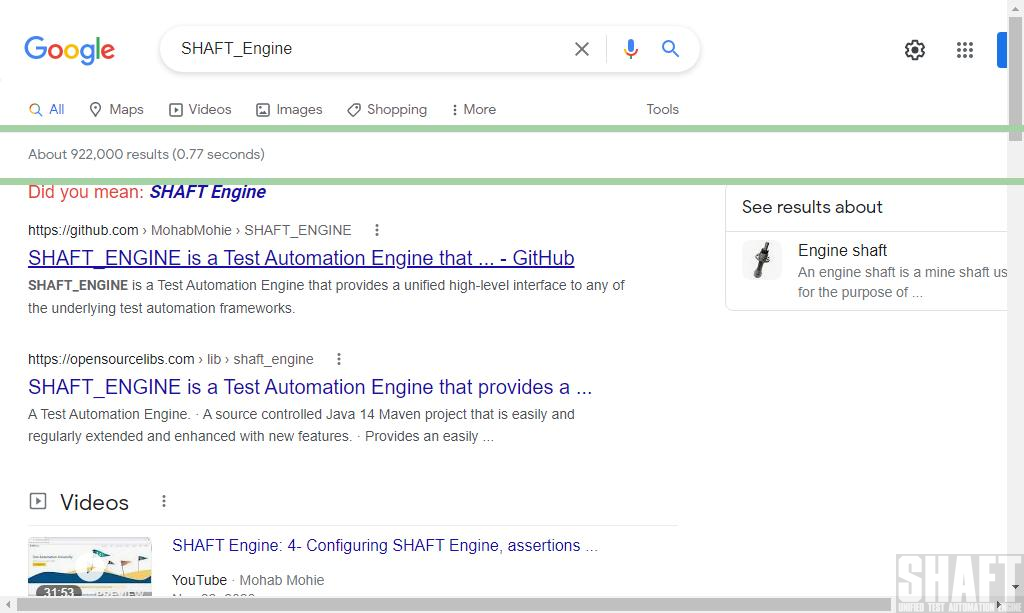 Google
SHAFT_Engine
All
Maps
Videos
Images
Shopping
More
Tools
About 922,000 results (0.77 seconds)
Did you mean: SHAFT Engine
https://github.com › MohabMohie › SHAFT_ENGINE
SHAFT_ENGINE is a Test Automation Engine that ... - GitHub
SHAFT_ENGINE is a Test Automation Engine that provides a unified high-level interface to any of
the underlying test automation frameworks.
See results about
Engine shaft
An engine shaft is a mine shaft us
for the purpose of ...
https://opensourcelibs.com › lib › shaft_engine
SHAFT_ENGINE is a Test Automation Engine that provides a ...
A Test Automation Engine. · A source controlled Java 14 Maven project that is easily and
regularly extended and enhanced with new features. · Provides an easily ...
Videos
SHAFT Engine: 4- Configuring SHAFT Engine, assertions ...
YouTube · Mohab Mohie
31:53
PREVIEW
SHAFT